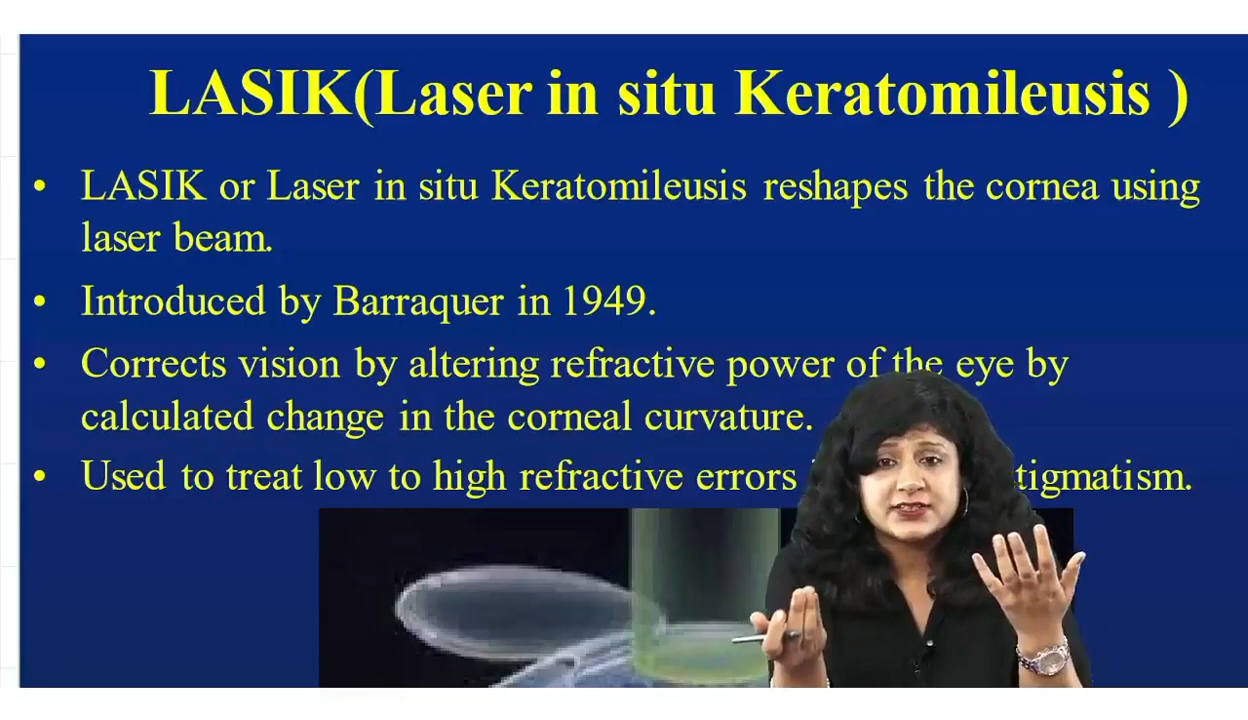 LASIK(Laser in situ Keratomileusis )
• LASIK or Laser in situ Keratomileusis reshapes the cornea using
laser beam.
• Introduced by Barraquer in 1949.
• Corrects vision by altering refractive power of the eye by
calculated change in the corneal curvature.
• Used to treat low to high refractive errors tigmatism.